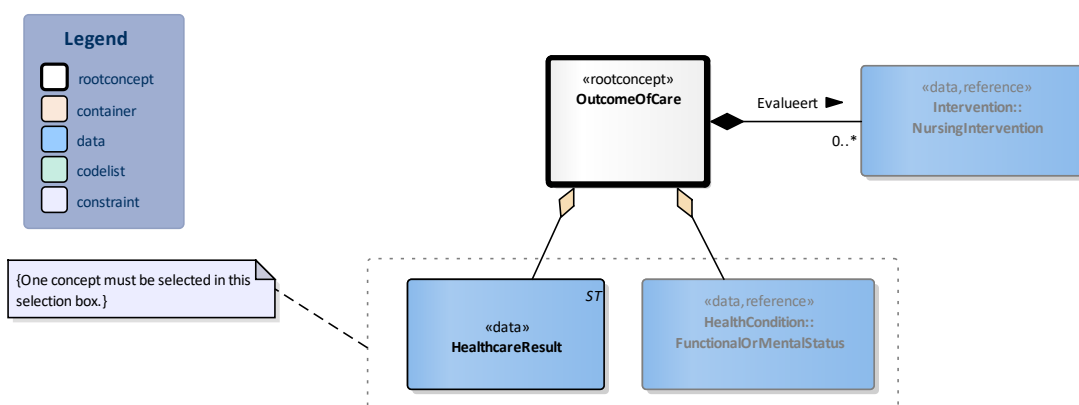 Legend
rootconcept
container
data
codelist
constraint
«rootconcept»
OutcomeOfCare
Evalueert
0..*
«data,reference»
Intervention::
NursingIntervention
{One concept must be selected in this
selection box.}
ST
«data»
HealthcareResult
«data,reference»
HealthCondition::
FunctionalOrMentalStatus